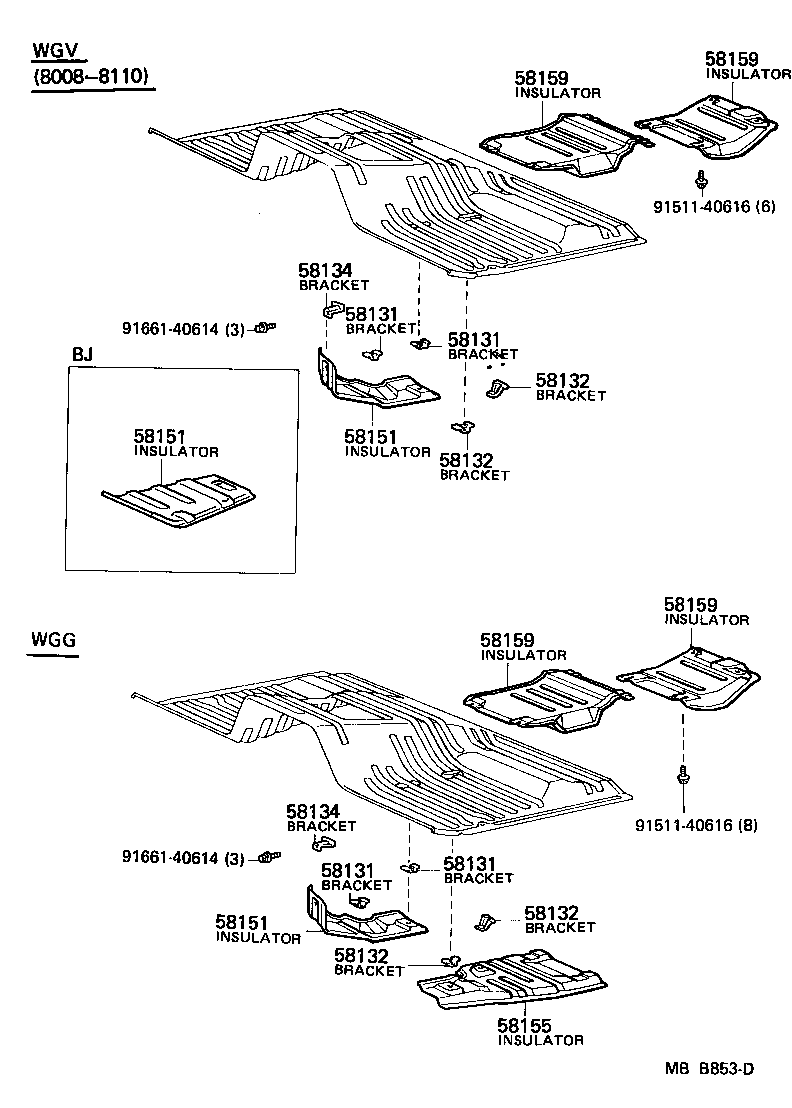 WGV
(8008-8110)
58159
INSULATOR
58159
INSULATOR
91511-40616 (6)
58134
BRACKET
58131
BRACKET
91661-40614 (3)
58131
BRACKET
BJ
58132
BRACKET
58151
INSULATOR
58151
INSULATOR
58132
BRACKET
WGG
58159
INSULATOR
58159
INSULATOR
91511-40616 (8)
58134
BRACKET
91661-40614 (3)
58131
BRACKET
58131
BRACKET
58151
INSULATOR
58132
BRACKET
58132
BRACKET
58155
INSULATOR
MB B853-D